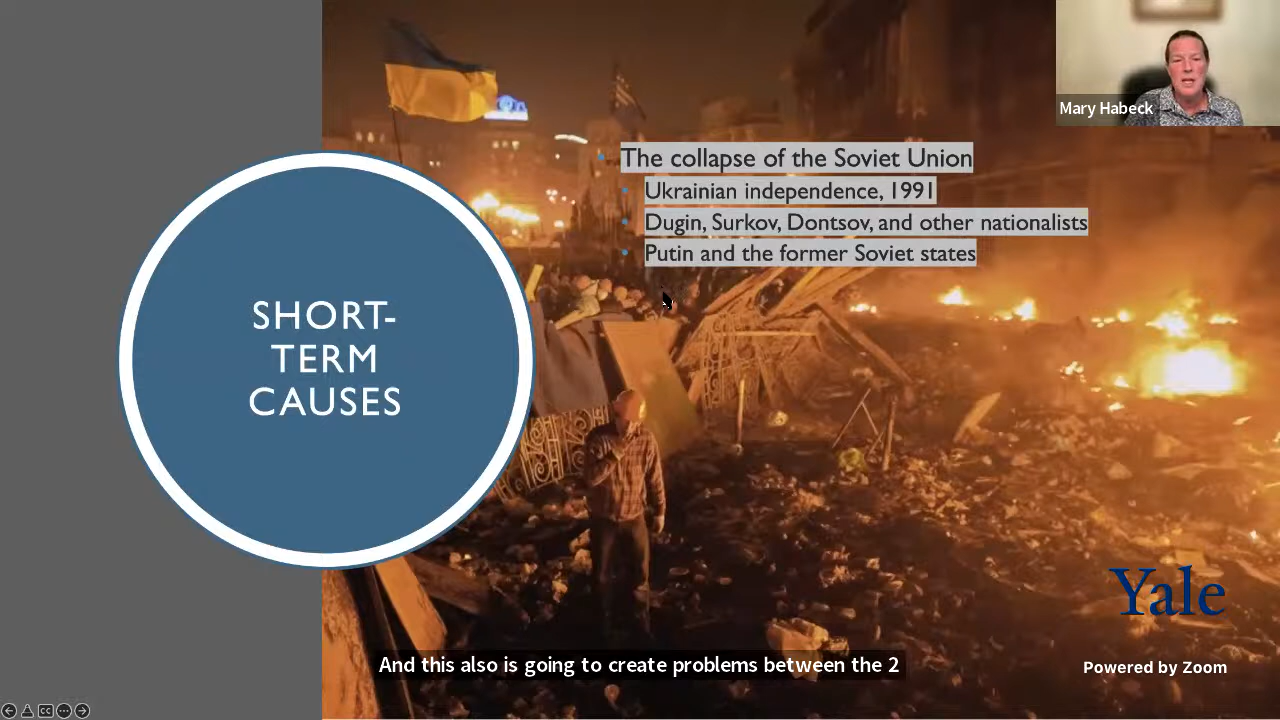 Mary Habeck
The collapse of the Soviet Union
Ukrainian independence, 1991
Dugin, Surkov, Dontsov, and other nationalists
Putin and the former Soviet states
SHORT-
TERM
CAUSES
Yale
And this also is going to create problems between the 2
Powered by Zoom